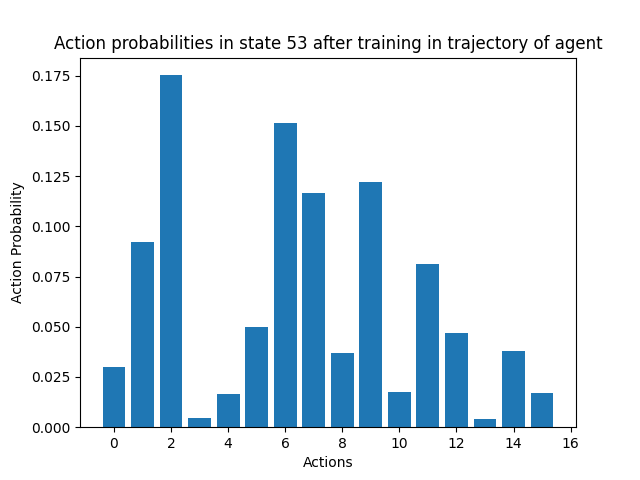 Action probabilities in state 53 after training in trajectory of agent
0.175
0.150
0.125
0.100
0.075
0.050
0.025
0.000
Action Probability
0 2 4 6 8 10 12 14 16
Actions